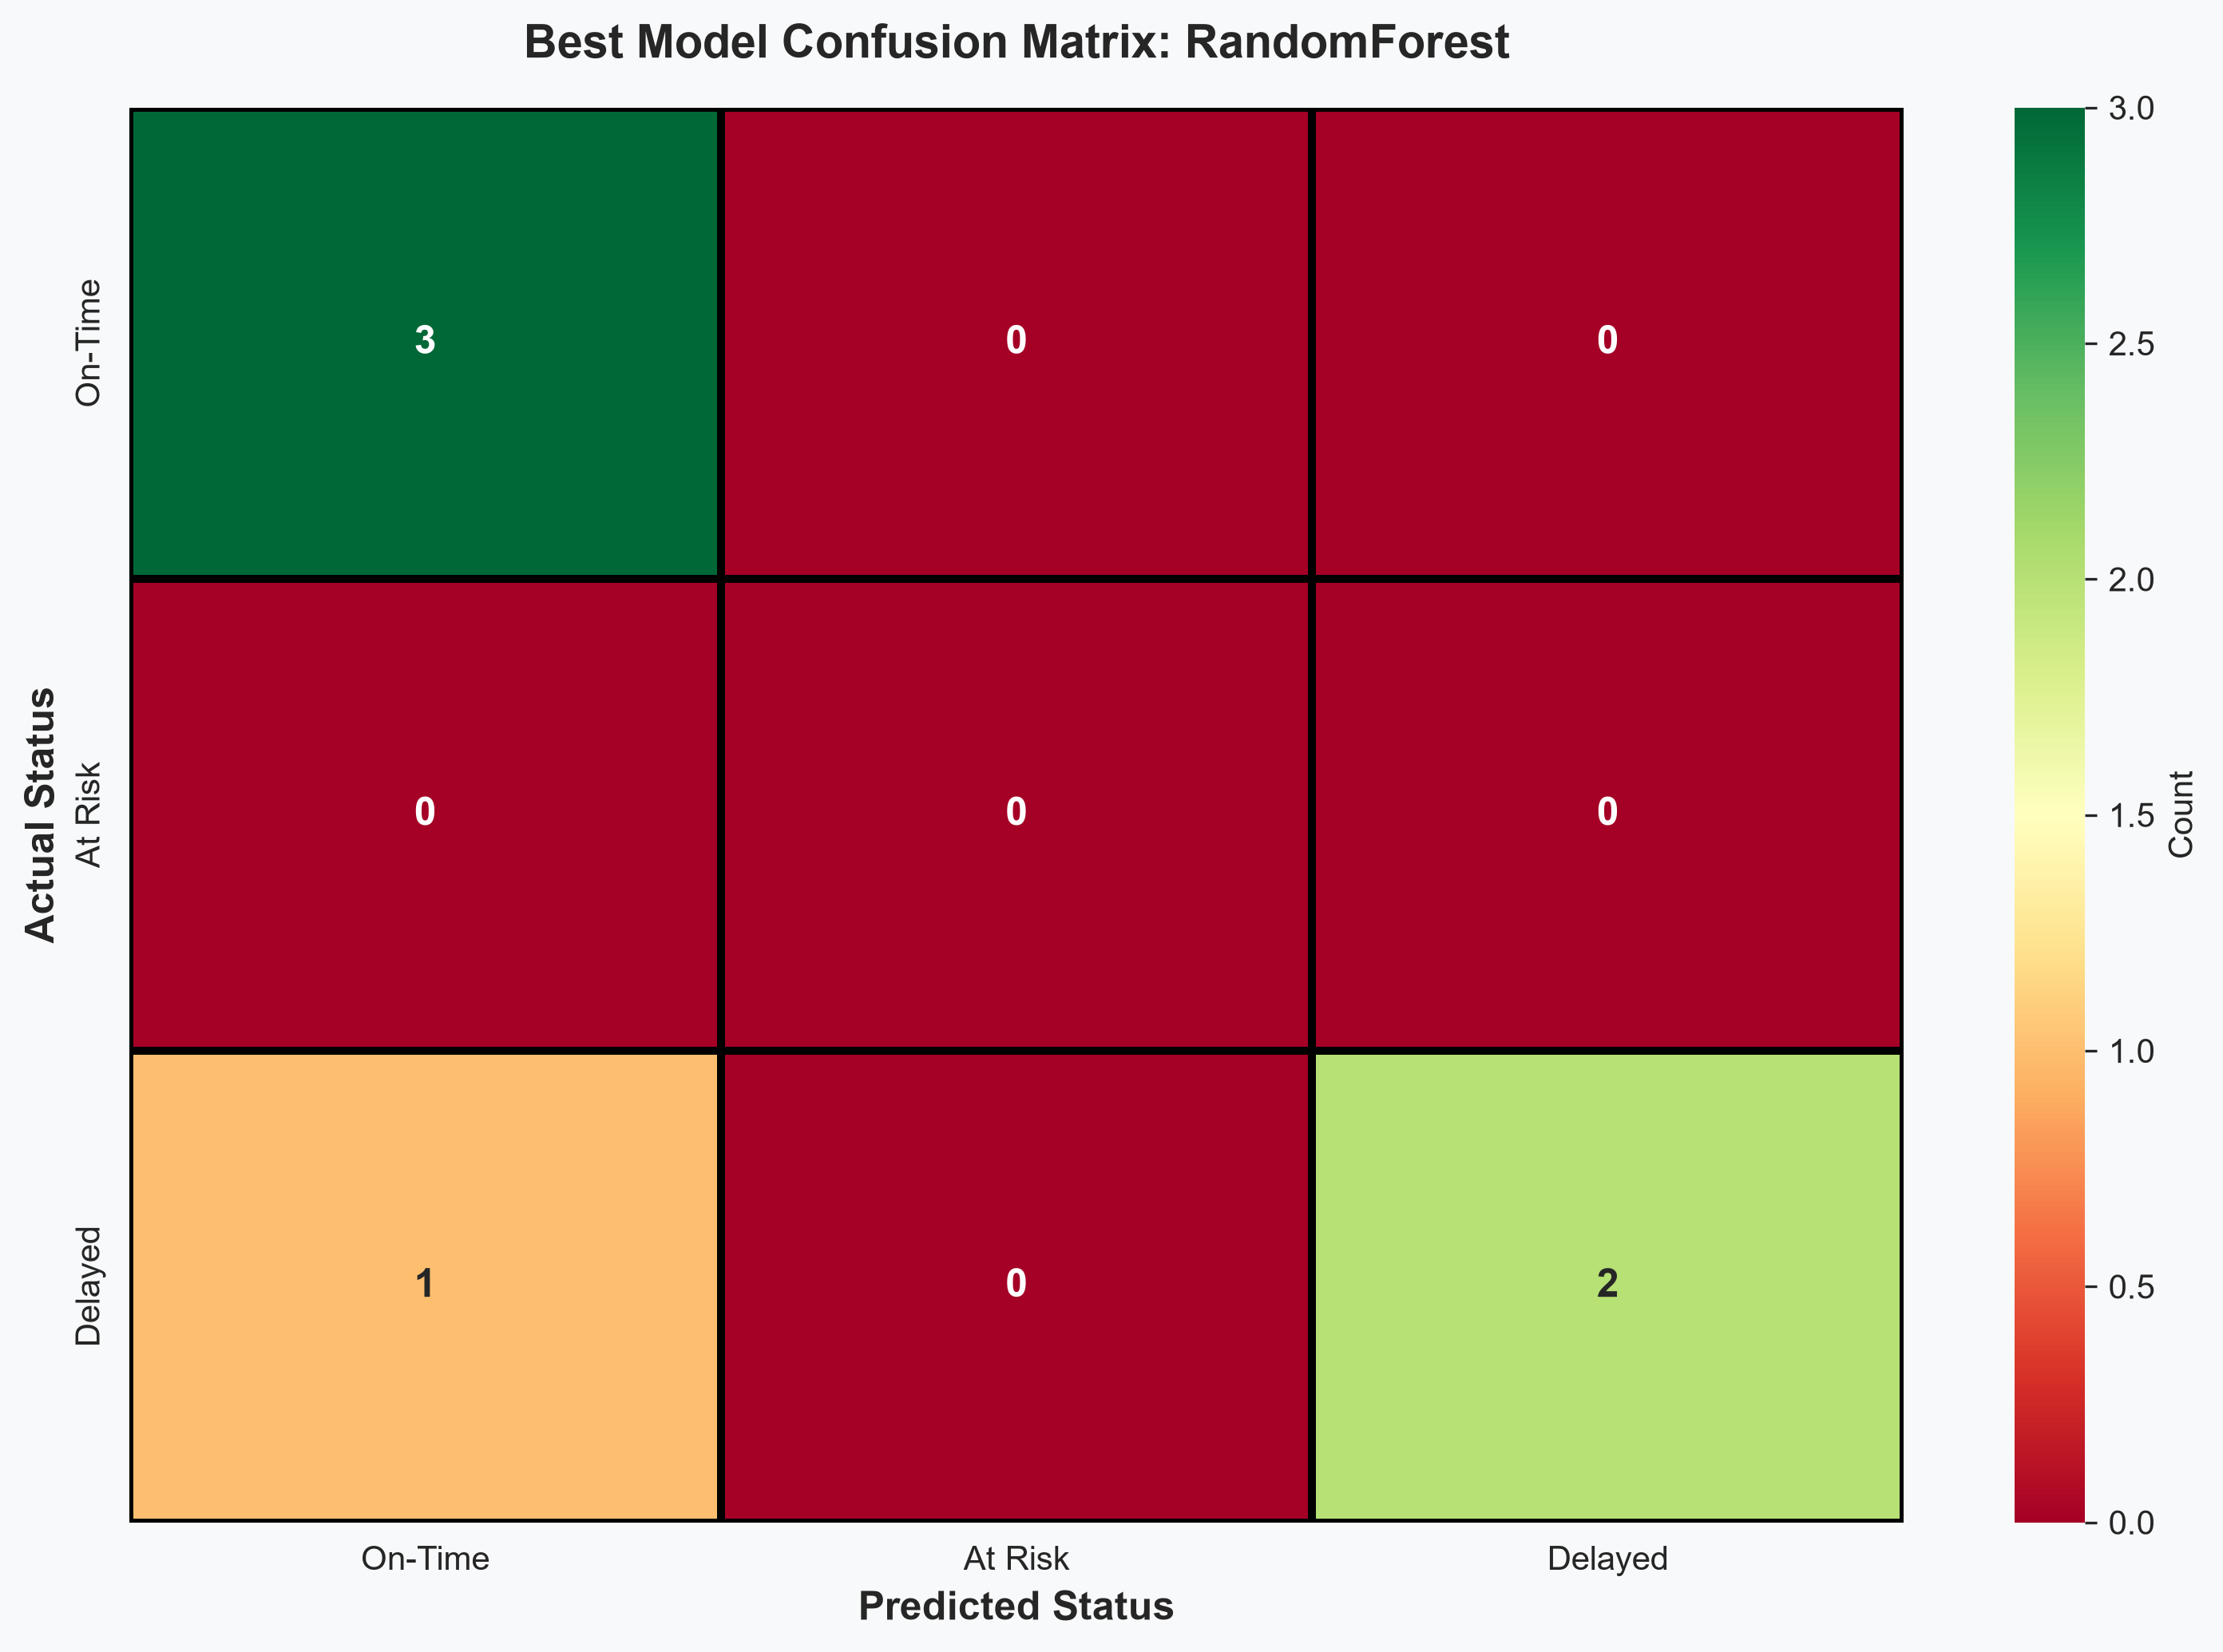 Best Model Confusion Matrix: RandomForest
Actual Status
On-Time
3
0
0
At Risk
0
0
0
Delayed
1
0
2
On-Time
At Risk
Delayed
Predicted Status
3.0
2.5
2.0
1.5
1.0
0.5
0.0
Count